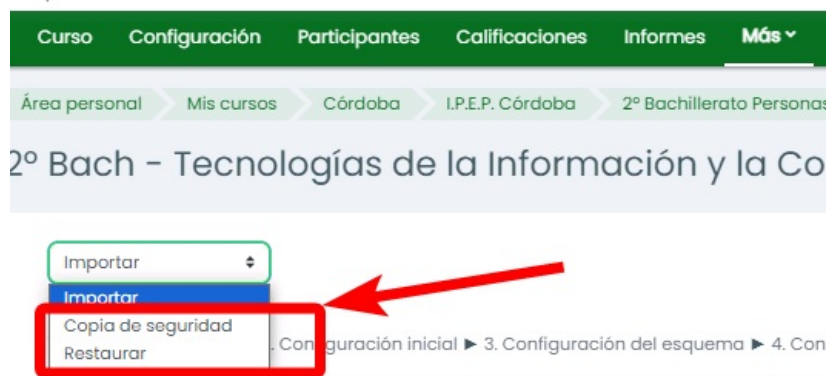 Curso Configuración Participantes Calificaciones Informes Más
Área personal Mis cursos Córdoba I.P.E.P. Córdoba 2º Bachillerato Personas
2º Bach - Tecnologías de la Información y la Co
Importar
Importar
Copia de seguridad
. Configuración inicial ► 3. Configuración del esquema ► 4. Con
Restaurar